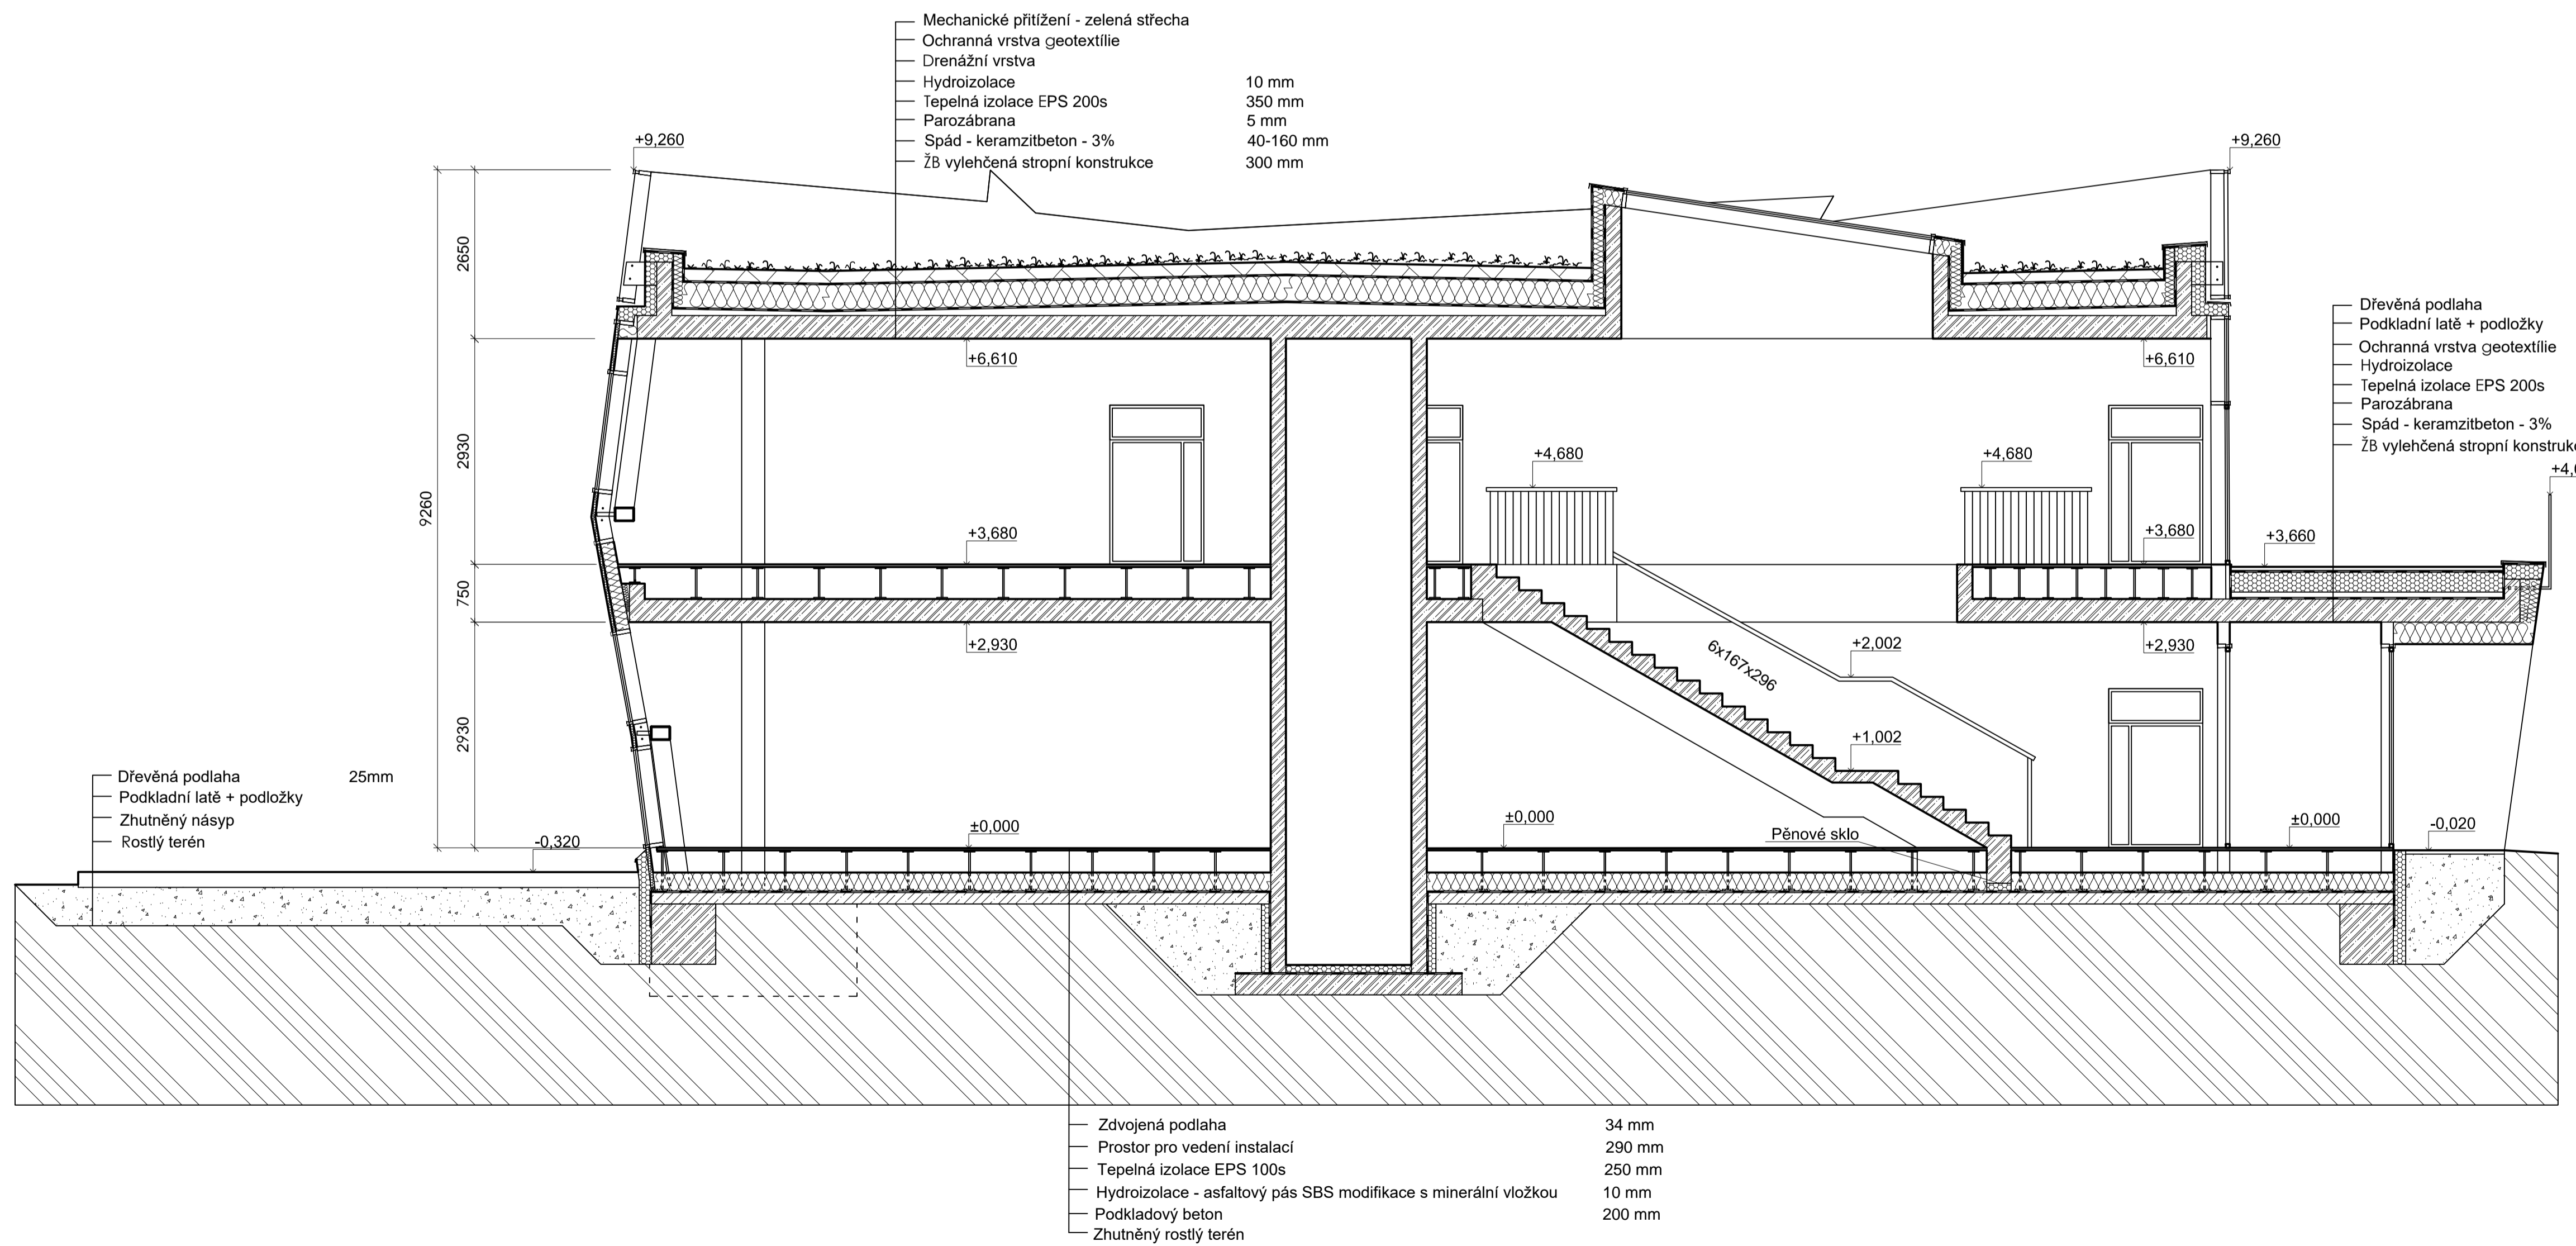 Mechanické přitížení - zelená střecha
Ochranná vrstva geotextílie
Drenážní vrstva
Hydroizolace 10 mm
Tepelná izolace EPS 200s 350 mm
Parozábrana 5 mm
Spád - keramzitbeton - 3% 40-160 mm
ŽB vylehčená stropní konstrukce 300 mm
+9,260
+9,260
2650
2930
750
2930
9260
+6,610
+6,610
Dřevěná podlaha
Podkladní latě + podložky
Ochranná vrstva geotextílie
Hydroizolace
Tepelná izolace EPS 200s
Parozábrana
Spád - keramzitbeton - 3%
ŽB vylehčená stropní
+4,680
+4,680
+3,680
+3,680
+3,660
+2,930
+2,930
6x167x296
+2,002
+1,002
Dřevěná podlaha 25mm
Podkladní latě + podložky
Zhutněný násyp
Rostlý terén
-0,320
±0,000
±0,000
Pěnové sklo
±0,000
-0,020
Zdvojená podlaha 34 mm
Prostor pro vedení instalací 290 mm
Tepelná izolace EPS 100s 250 mm
Hydroizolace - asfaltový pás SBS modifikace s minerální vložkou 10 mm
Podkladový beton 200 mm
Zhutněný rostlý terén